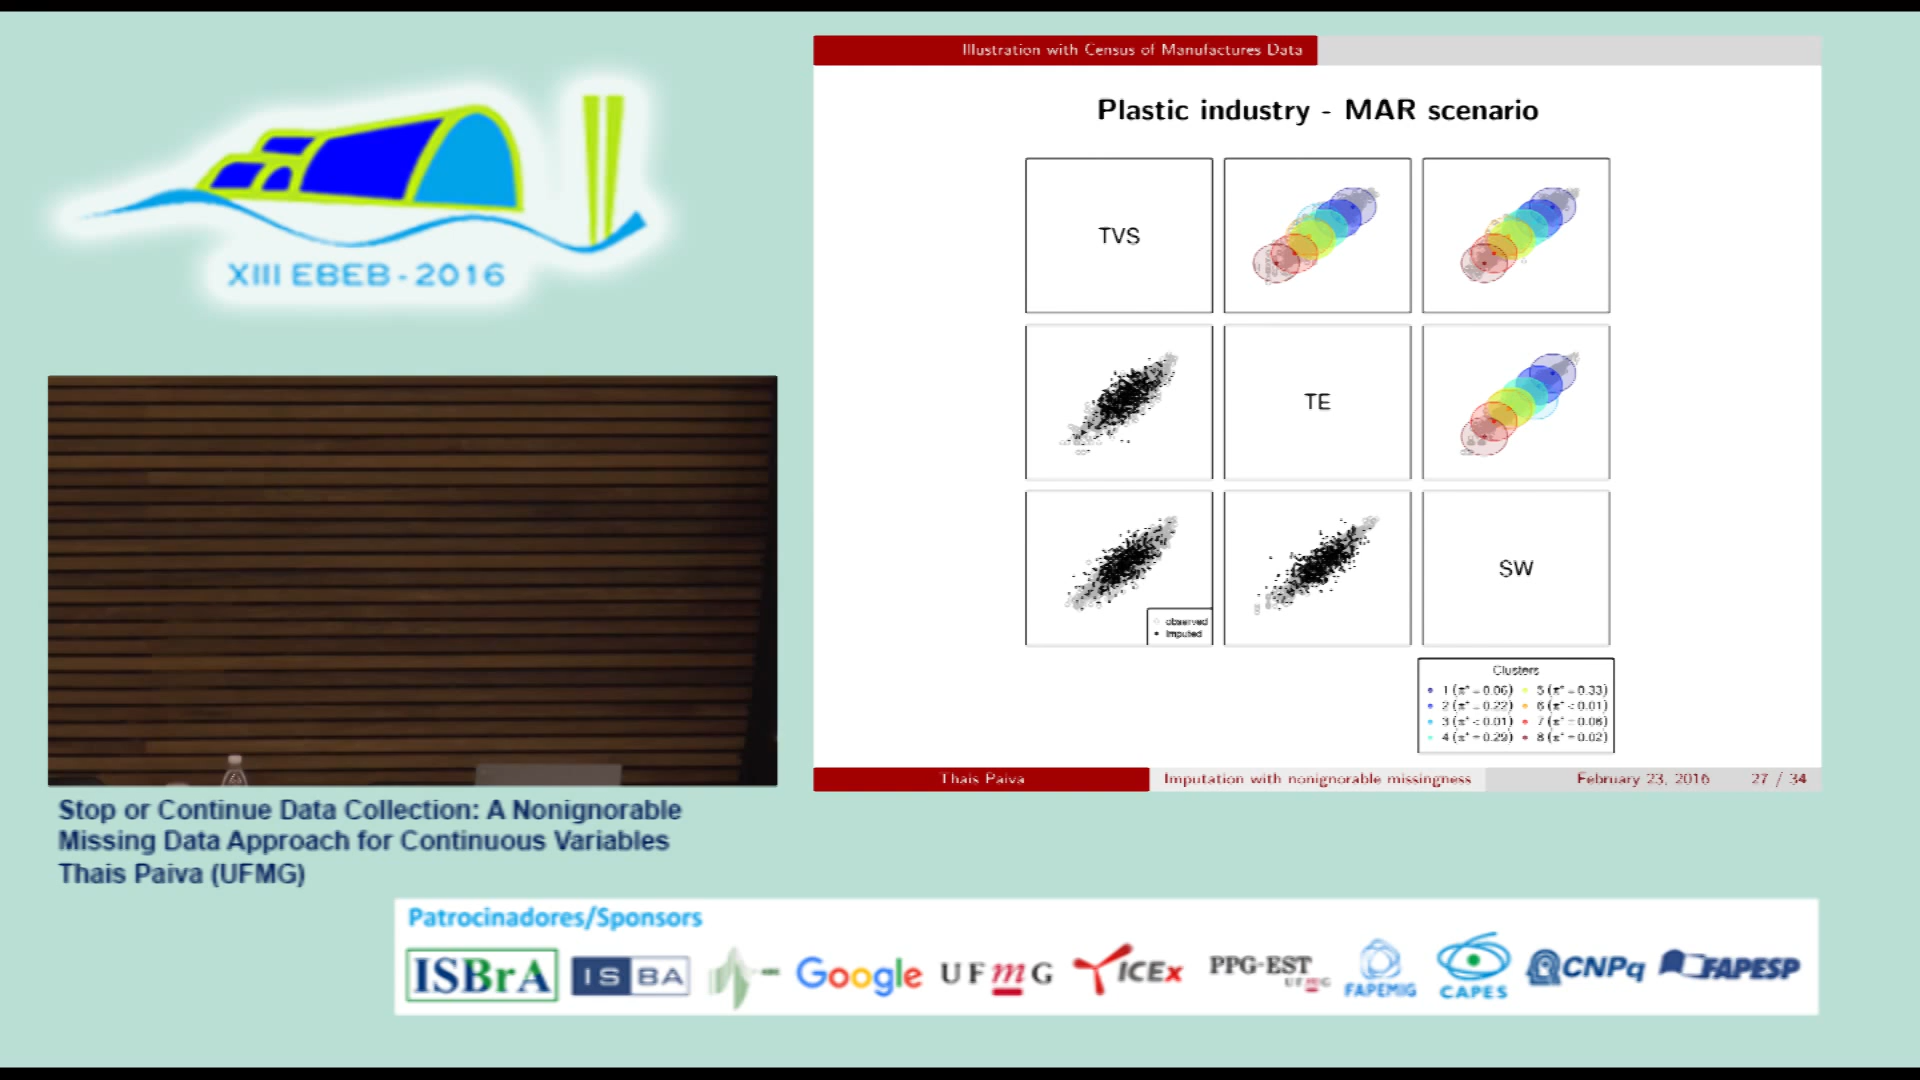 XIII EBEB - 2016
Stop or Continue Data Collection: A Nonignorable
Missing Data Approach for Continuous Variables
Thais Paiva (UFMG)
Illustration with Census of Manufactures Data
Plastic industry - MAR scenario
TVS
TE
SW
observed
imputed
Clusters
1 (π* = 0.06) 5 (π* = 0.33)
2 (π* = 0.22) 6 (π* < 0.01)
3 (π* < 0.01) 7 (π* = 0.06)
4 (π* = 0.29) 8 (π* = 0.02)
Thais Paiva Imputation with nonignorable missingness February 23, 2016 27 / 34
Patrocinadores/Sponsors
ISBrA ISBA Google UFmG ICEx PPG-EST UFmG FAPEMIG CAPES CNPq FAPESP